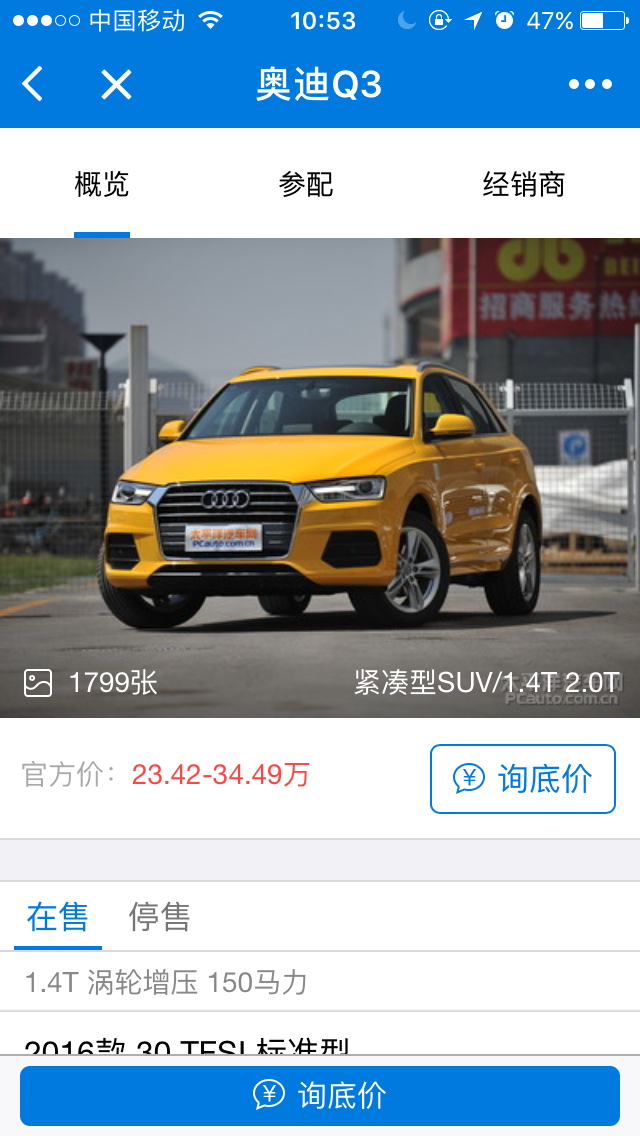 中国移动 10:53 47%
奥迪Q3
概览 参配 经销商
招商服务热线
太平洋汽车网
PCauto.com.cn
1799张 紧凑型SUV/1.4T 2.0T
PCauto.com.cn
官方价: 23.42-34.49万 询底价
在售 停售
1.4T 涡轮增压 150马力
2016款 30 TFSI 标准型
询底价